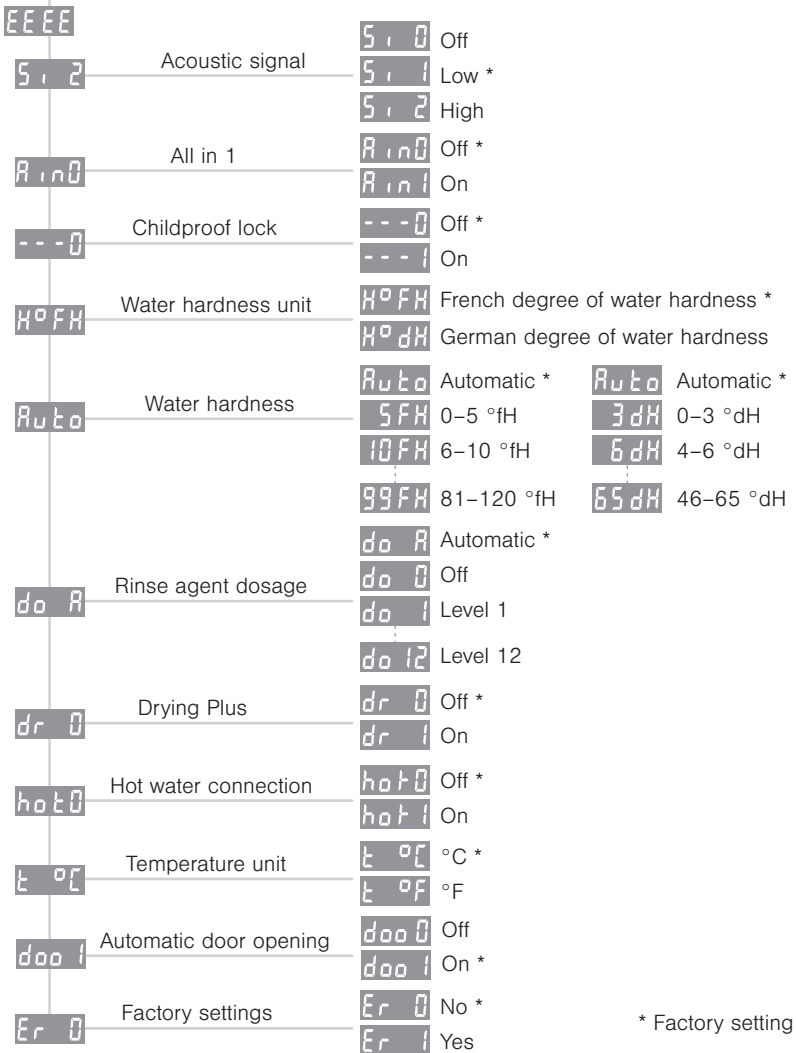 EEEE
Si 0 Off
Si 2 Acoustic signal Si 1 Low *
Si 2 High
Ain0 All in 1 Ain0 Off *
Ain1 On
---0 Childproof lock ---0 Off *
---1 On
H°FH Water hardness unit H°FH French degree of water hardness *
H°dH German degree of water hardness
Auto Water hardness Auto Automatic * Auto Automatic *
5FH 0–5 °fH 3dH 0–3 °dH
10FH 6–10 °fH 6dH 4–6 °dH
99FH 81–120 °fH 65dH 46–65 °dH
do A Rinse agent dosage do A Automatic *
do 0 Off
do 1 Level 1
do 12 Level 12
dr 0 Drying Plus dr 0 Off *
dr 1 On
hot0 Hot water connection hot0 Off *
hot1 On
t °C Temperature unit t °C °C *
t °F °F
doo 1 Automatic door opening doo 0 Off
doo 1 On *
Er 0 Factory settings Er 0 No *
Er 1 Yes
* Factory setting